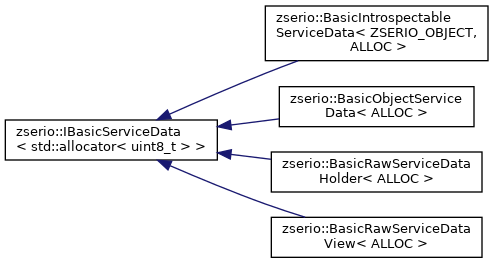 zserio::BasicIntrospectable
ServiceData< ZSERIO_OBJECT,
ALLOC >
zserio::BasicObjectService
Data< ALLOC >
zserio::IBasicServiceData
< std::allocator< uint8_t > >
zserio::BasicRawServiceData
Holder< ALLOC >
zserio::BasicRawServiceData
View< ALLOC >